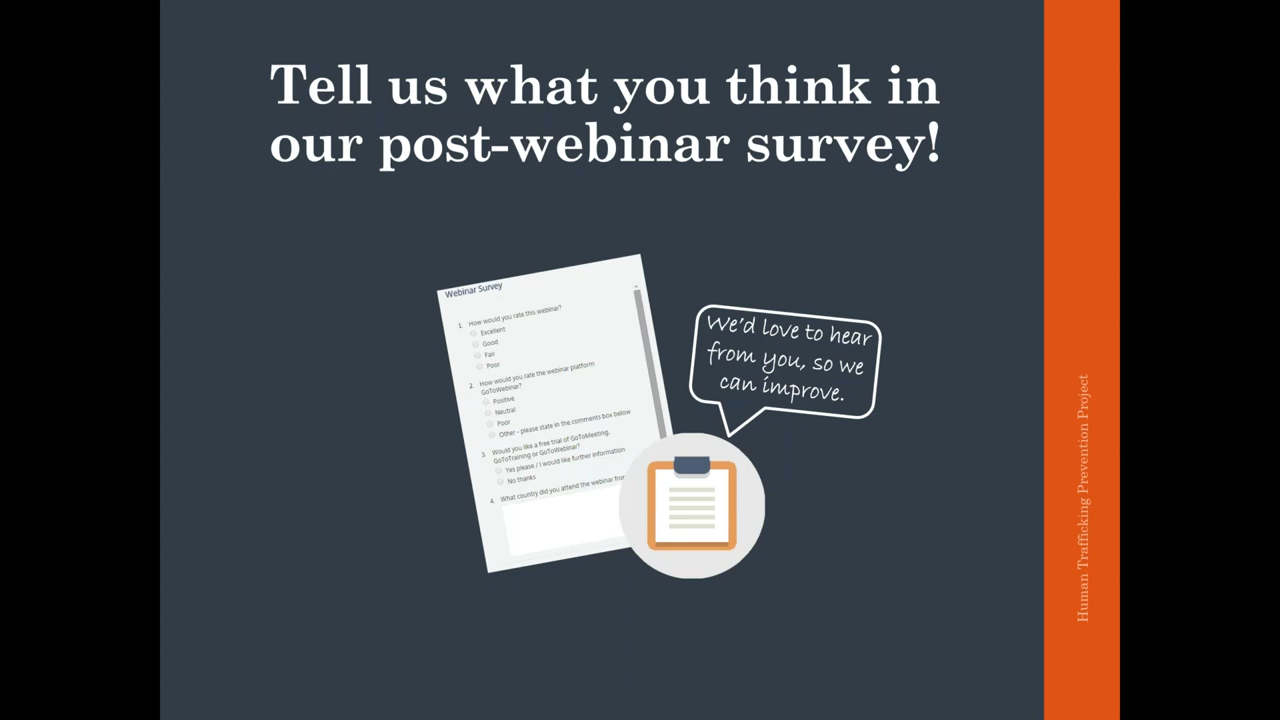 Tell us what you think in
our post-webinar survey!
Webinar Survey
1. How would you rate this webinar?
Excellent
Good
Fair
Poor
2. How would you rate the webinar platform
GoToWebinar?
Positive
Neutral
Poor
Other - please state in the comments box below
3. Would you like a free trial of GoToMeeting,
GoToTraining or GoToWebinar?
Yes please / I would like further information
No thanks
4. What country did you attend the webinar
We'd love to hear
from you, so we
can improve.
Human Trafficking Prevention Project